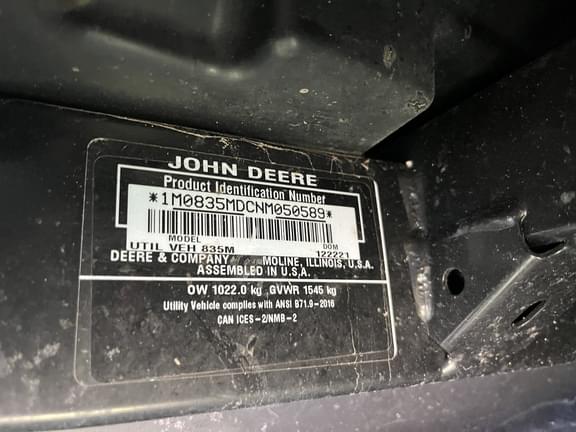 JOHN DEERE
Product Identification Number
*1M0835MDCNM050589*
MODEL DOM
UTIL VEH 835M 122221
DEERE & COMPANY MOLINE, ILLINOIS, U.S.A.
ASSEMBLED IN U.S.A.
OW 1022.0 kg GVWR 1545 kg
Utility Vehicle complies with ANSI B71.9-2016
CAN ICES-2/NMB-2